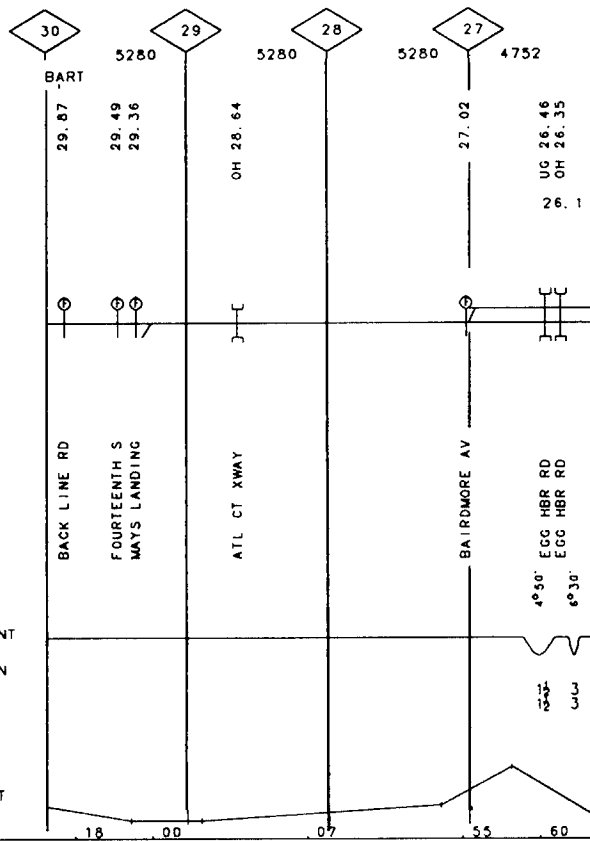 30 29 28 27
5280 5280 5280 4752
BART
29.87
29.49
29.36
OH 28.64
27.02
UG 26.46
OH 26.35
26.1
F F F F
BACK LINE RD
FOURTEENTH S
MAYS LANDING
ATL CT XWAY
BAIRDMORE AV
EGG HBR RD
EGG HBR RD
4°50'
6°30'
NT
N
3
3
T
.18 .00 .07 .55 .60